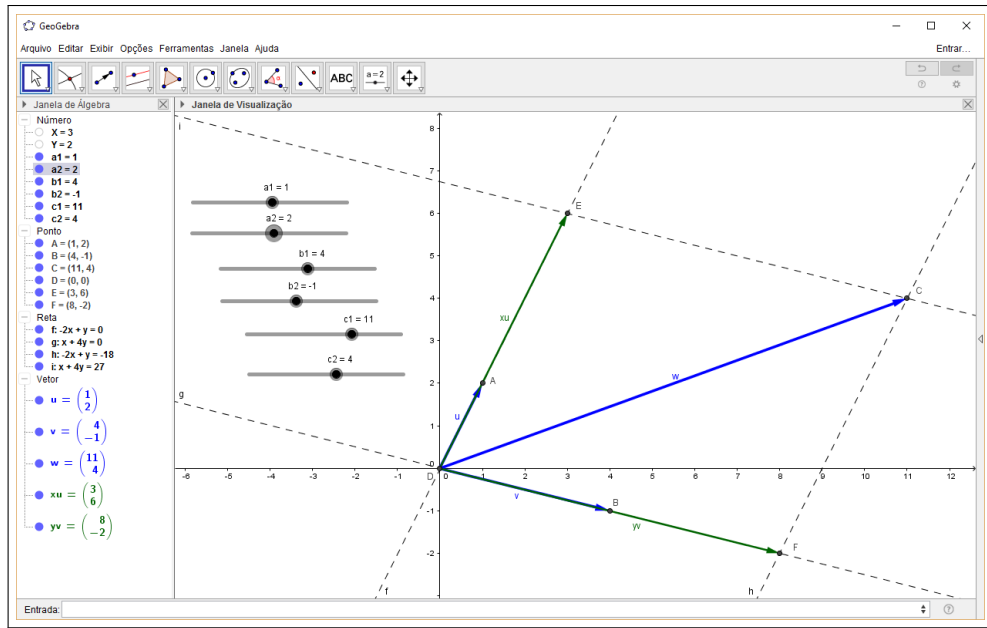 GeoGebra
Arquivo Editar Exibir Opções Ferramentas Janela Ajuda Entrar...
ABC a=2
Janela de Álgebra
Janela de Visualização
Número
X = 3
Y = 2
a1 = 1
a2 = 2
b1 = 4
b2 = -1
c1 = 11
c2 = 4
Ponto
A = (1, 2)
B = (4, -1)
C = (11, 4)
D = (0, 0)
E = (3, 6)
F = (8, -2)
Reta
f: -2x + y = 0
g: x + 4y = 0
h: -2x + y = -18
i: x + 4y = 27
Vetor
u = (1 2)
v = (4 -1)
w = (11 4)
xu = (3 6)
yv = (8 -2)
i
a1 = 1
a2 = 2
b1 = 4
b2 = -1
c1 = 11
c2 = 4
g
8
7
6
5
4
3
2
1
0
-1
-2
-6 -5 -4 -3 -2 -1 0 1 2 3 4 5 6 7 8 9 10 11 12
E
C
xu
w
A
u
D
v
B
yv
F
f
h
Entrada: